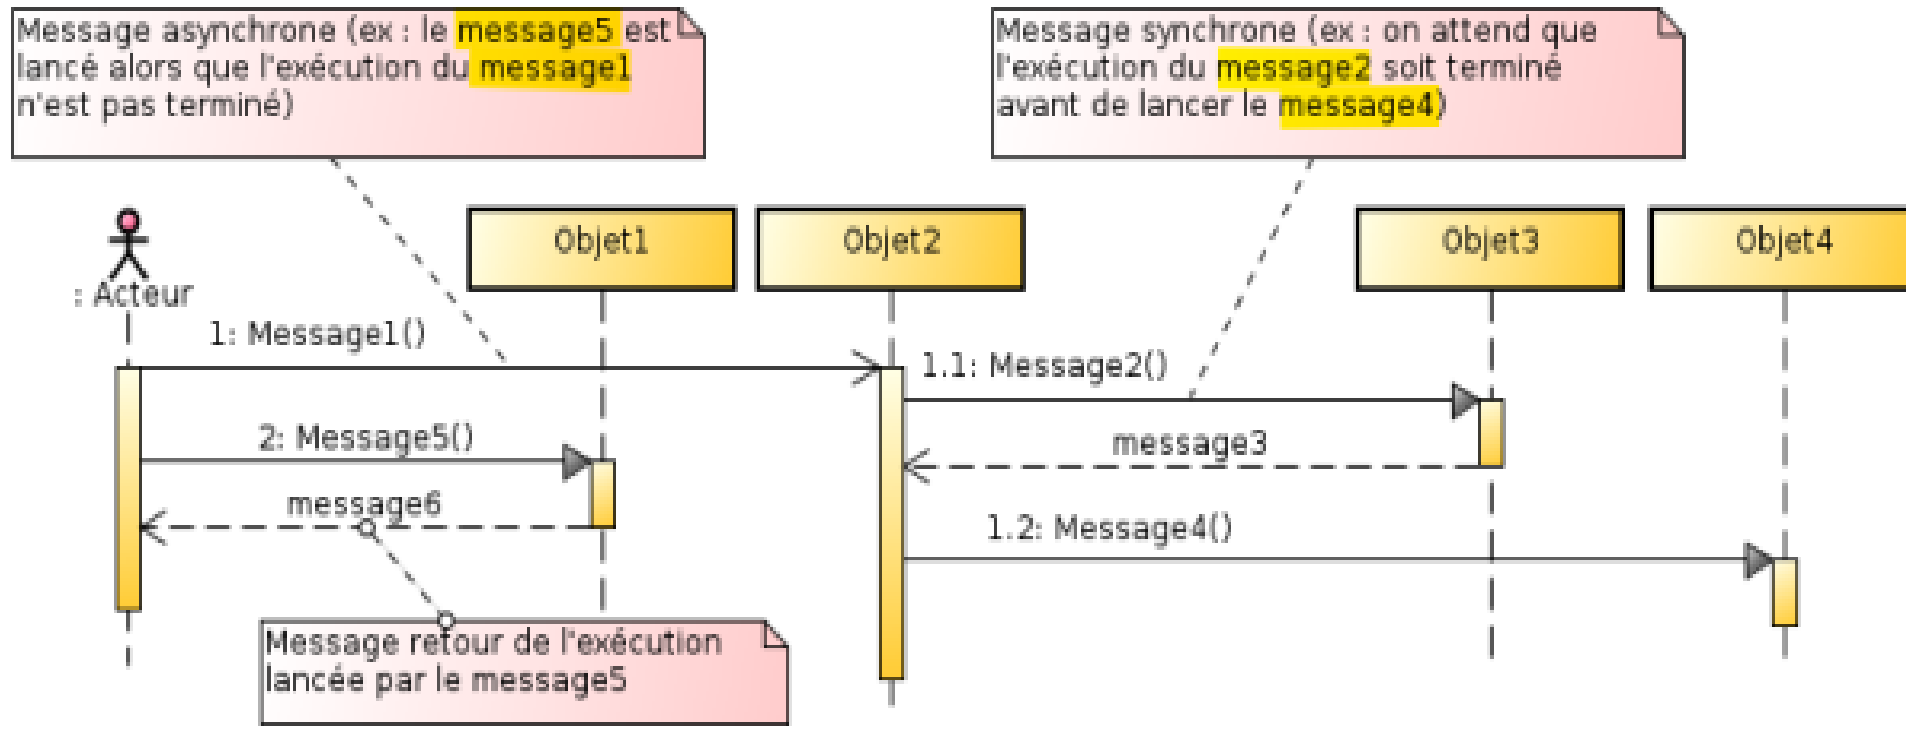 Message asynchrone (ex : le message5 est
lancé alors que l'exécution du message1
n'est pas terminé)
Message synchrone (ex : on attend que
l'exécution du message2 soit terminé
avant de lancer le message4)
: Acteur
Objet1
Objet2
Objet3
Objet4
1: Message1()
1.1: Message2()
2: Message5()
message3
message6
1.2: Message4()
Message retour de l'exécution
lancée par le message5